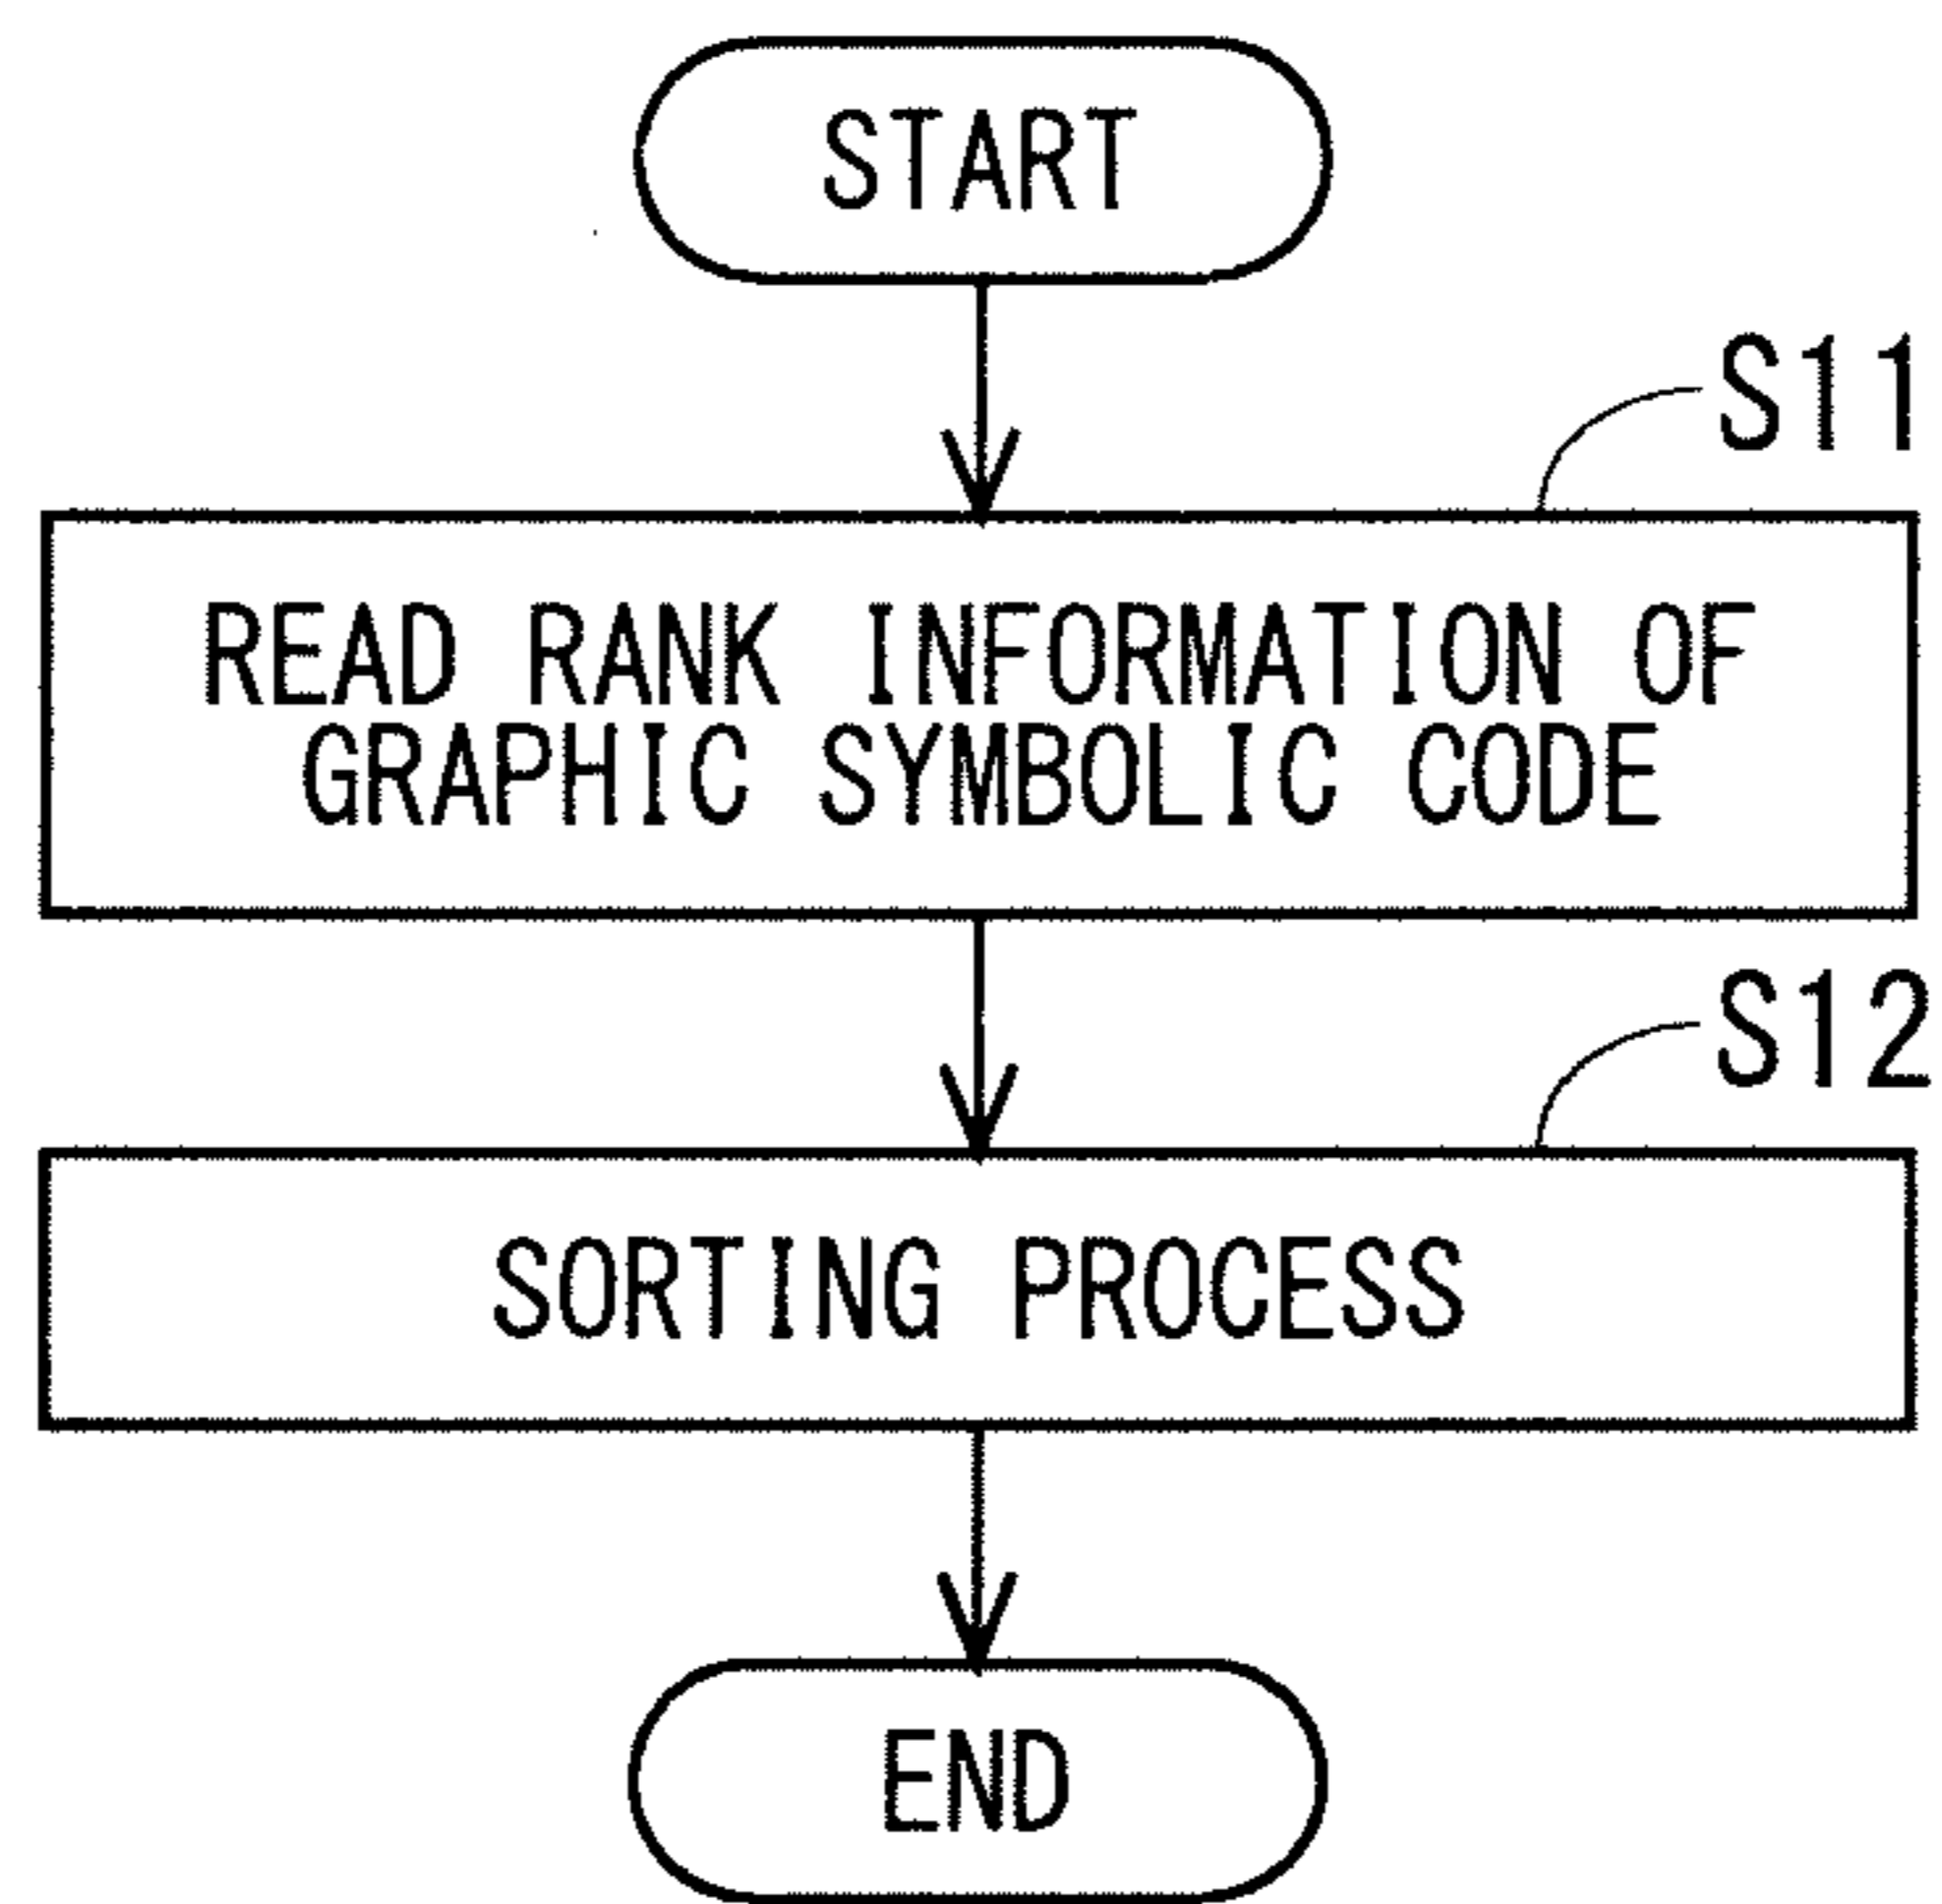 START
S11
READ RANK INFORMATION OF
GRAPHIC SYMBOLIC CODE
S12
SORTING PROCESS
END